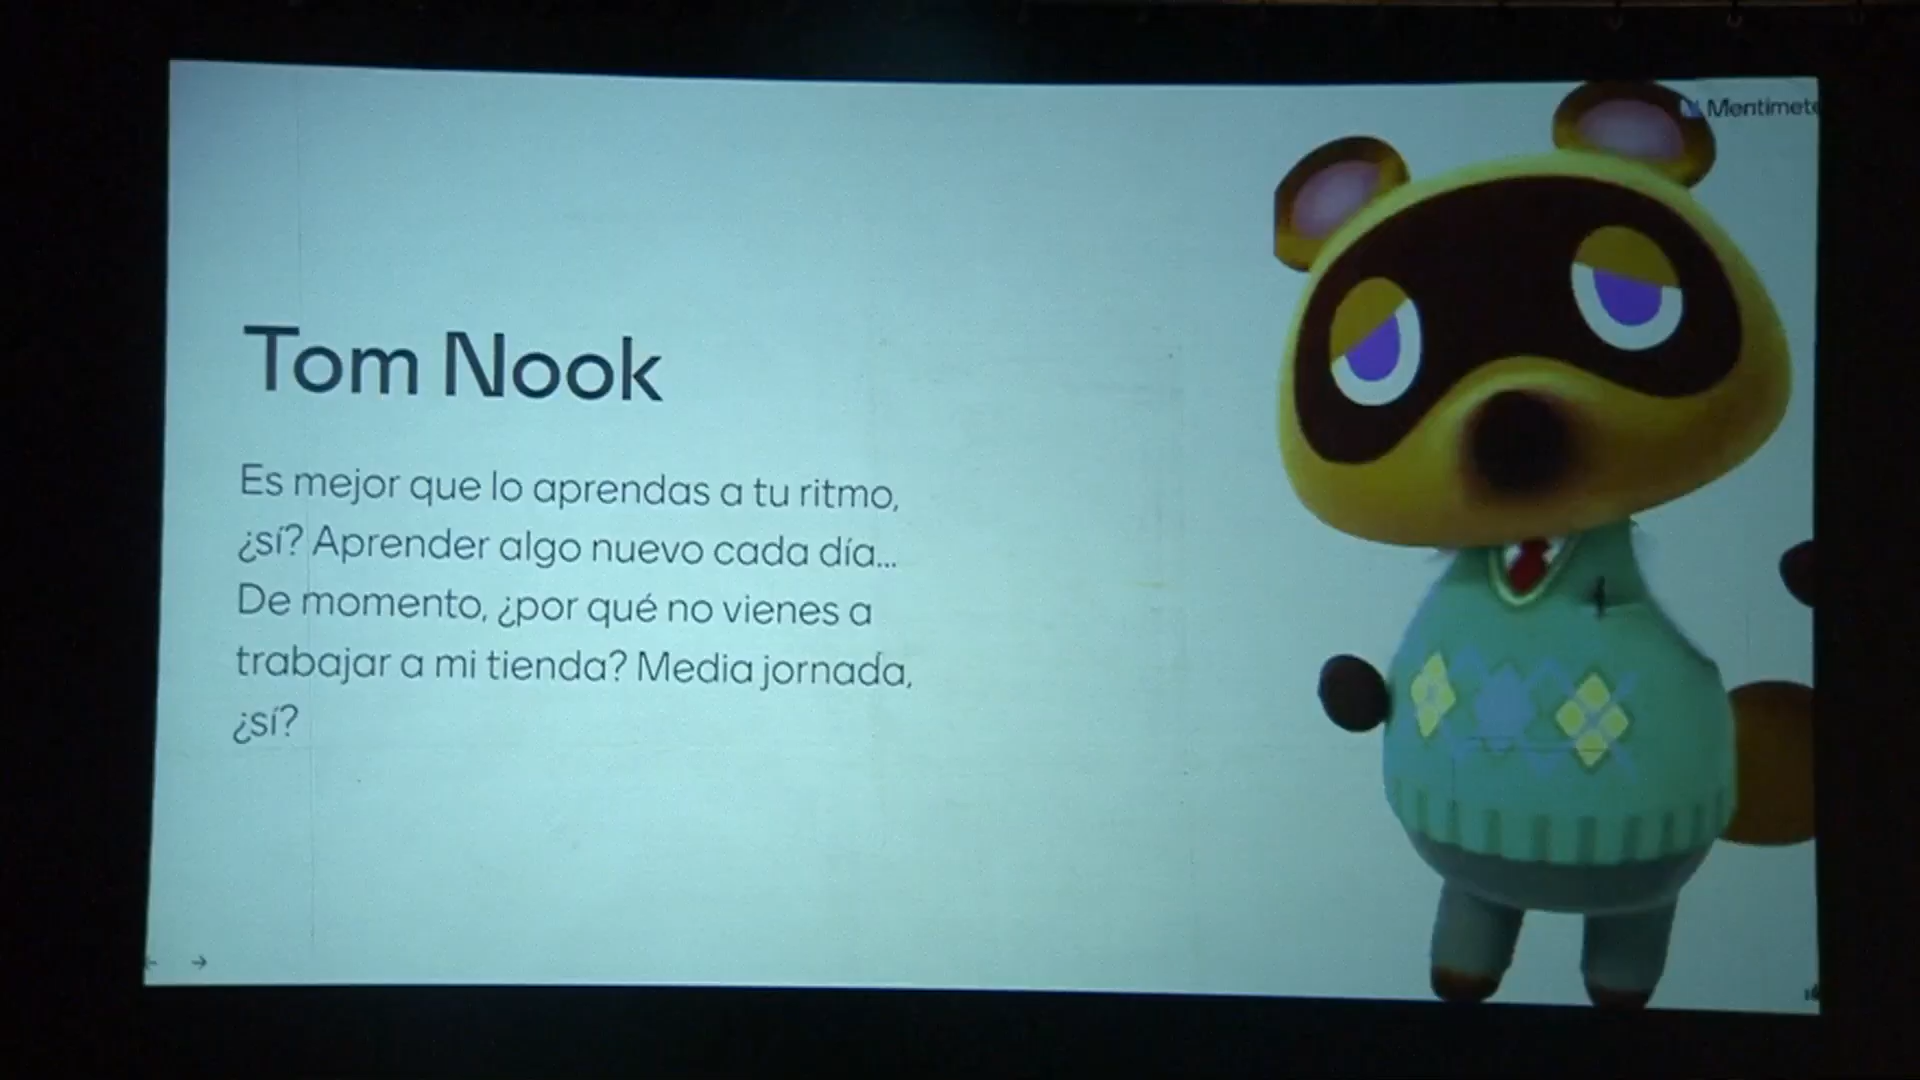 Mentimete
Tom Nook
Es mejor que lo aprendas a tu ritmo,
¿sí? Aprender algo nuevo cada día...
De momento, ¿por qué no vienes a
trabajar a mi tienda? Media jornada,
¿sí?